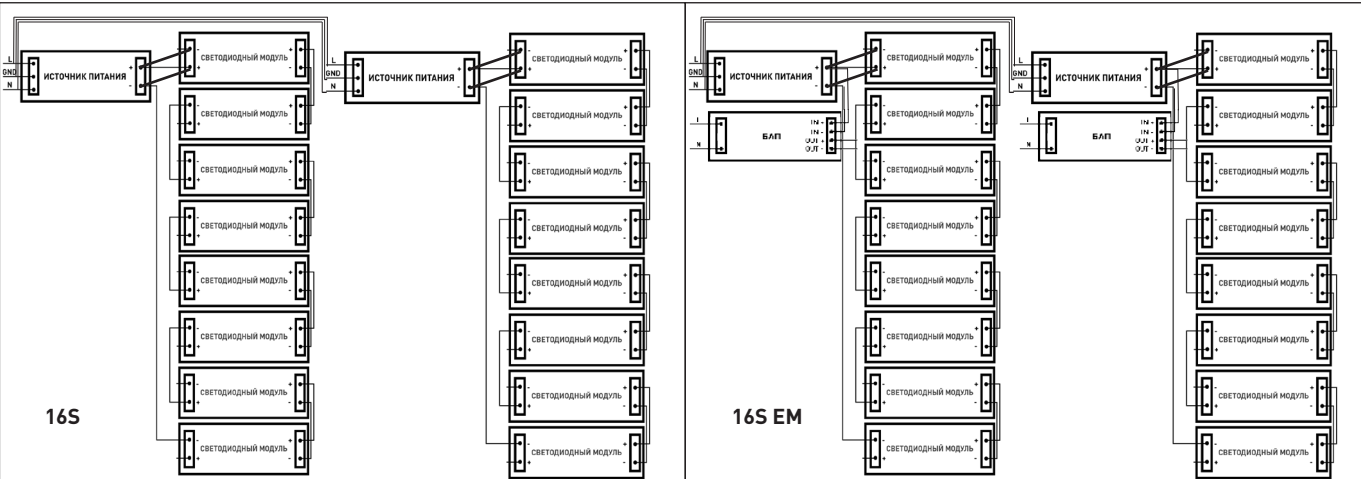 L
GND
N
ИСТОЧНИК ПИТАНИЯ
+
-
СВЕТОДИОДНЫЙ МОДУЛЬ
СВЕТОДИОДНЫЙ МОДУЛЬ
СВЕТОДИОДНЫЙ МОДУЛЬ
СВЕТОДИОДНЫЙ МОДУЛЬ
СВЕТОДИОДНЫЙ МОДУЛЬ
СВЕТОДИОДНЫЙ МОДУЛЬ
СВЕТОДИОДНЫЙ МОДУЛЬ
СВЕТОДИОДНЫЙ МОДУЛЬ
L
GND
N
ИСТОЧНИК ПИТАНИЯ
+
-
СВЕТОДИОДНЫЙ МОДУЛЬ
СВЕТОДИОДНЫЙ МОДУЛЬ
СВЕТОДИОДНЫЙ МОДУЛЬ
СВЕТОДИОДНЫЙ МОДУЛЬ
СВЕТОДИОДНЫЙ МОДУЛЬ
СВЕТОДИОДНЫЙ МОДУЛЬ
СВЕТОДИОДНЫЙ МОДУЛЬ
СВЕТОДИОДНЫЙ МОДУЛЬ
16S
L
GND
N
ИСТОЧНИК ПИТАНИЯ
+
-
N
БАП
IN +
IN -
OUT +
OUT -
СВЕТОДИОДНЫЙ МОДУЛЬ
СВЕТОДИОДНЫЙ МОДУЛЬ
СВЕТОДИОДНЫЙ МОДУЛЬ
СВЕТОДИОДНЫЙ МОДУЛЬ
СВЕТОДИОДНЫЙ МОДУЛЬ
СВЕТОДИОДНЫЙ МОДУЛЬ
СВЕТОДИОДНЫЙ МОДУЛЬ
СВЕТОДИОДНЫЙ МОДУЛЬ
L
GND
N
ИСТОЧНИК ПИТАНИЯ
+
-
N
БАП
IN +
IN -
OUT +
OUT -
СВЕТОДИОДНЫЙ МОДУЛЬ
СВЕТОДИОДНЫЙ МОДУЛЬ
СВЕТОДИОДНЫЙ МОДУЛЬ
СВЕТОДИОДНЫЙ МОДУЛЬ
СВЕТОДИОДНЫЙ МОДУЛЬ
СВЕТОДИОДНЫЙ МОДУЛЬ
СВЕТОДИОДНЫЙ МОДУЛЬ
СВЕТОДИОДНЫЙ МОДУЛЬ
16S EM